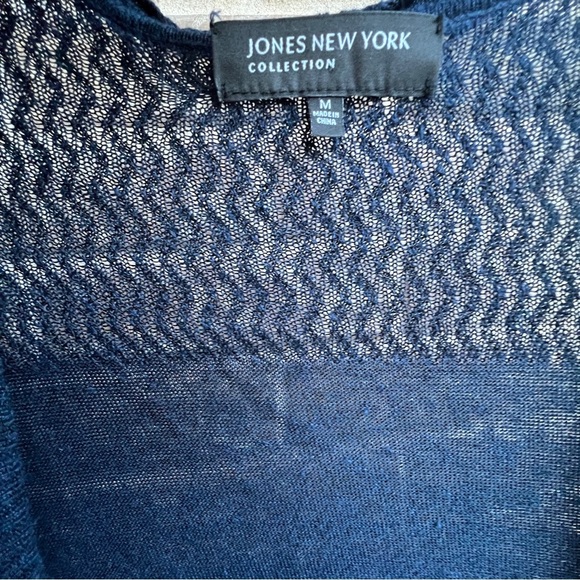 JONES NEW YORK
COLLECTION
M
MADE IN
CHINA